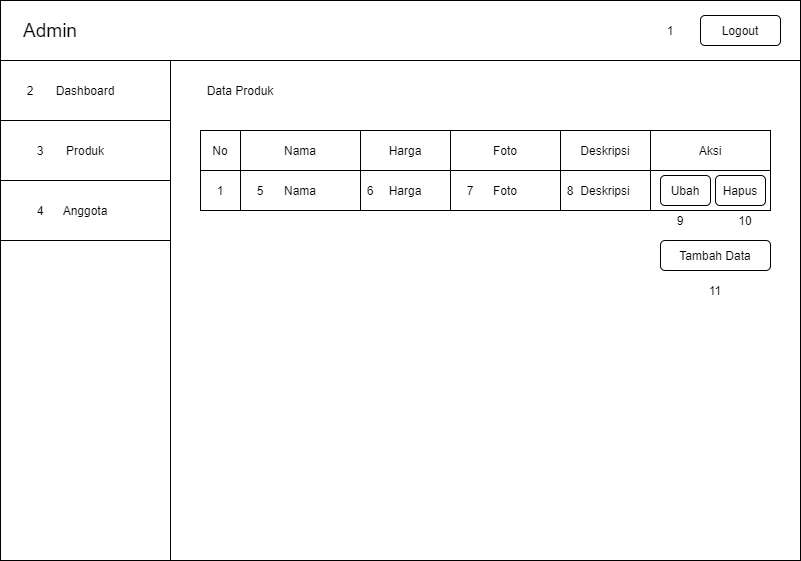 Admin 1 Logout
2 Dashboard
Data Produk
3 Produk
No Nama Harga Foto Deskripsi Aksi
1 5 Nama 6 Harga 7 Foto 8 Deskripsi Ubah Hapus
4 Anggota
9 10
Tambah Data
11